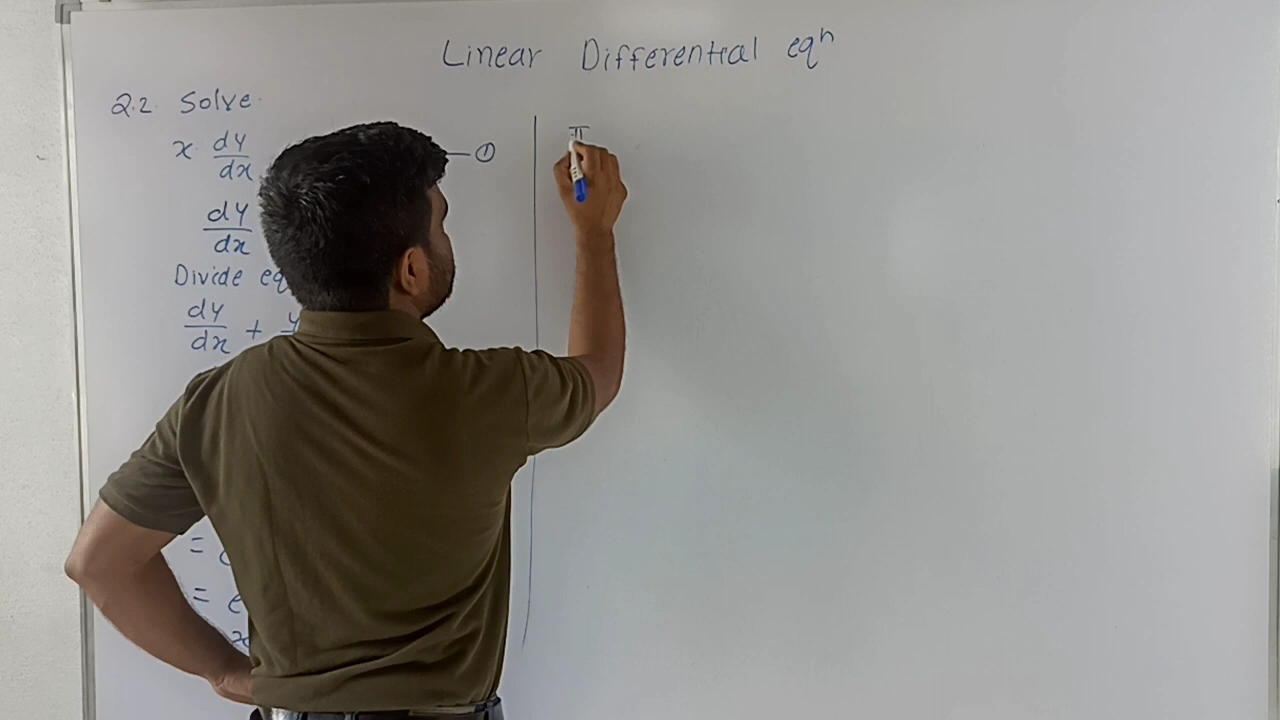 Linear Differential eqⁿ
Q.2. Solve.
x dy/dx — ①
dy/dx
Divide eq
dy/dx + y
=
= e
x